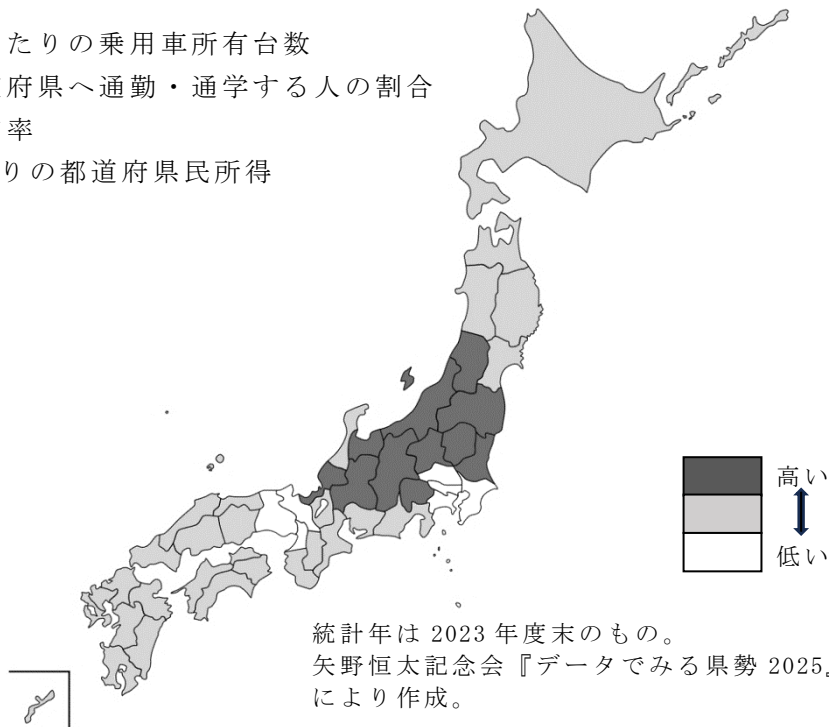 たりの乗用車所有台数
府県へ通勤・通学する人の割合
率
りの都道府県民所得
高い
低い
統計年は 2023 年度末のもの。
矢野恒太記念会『データでみる県勢 2025』
により作成。